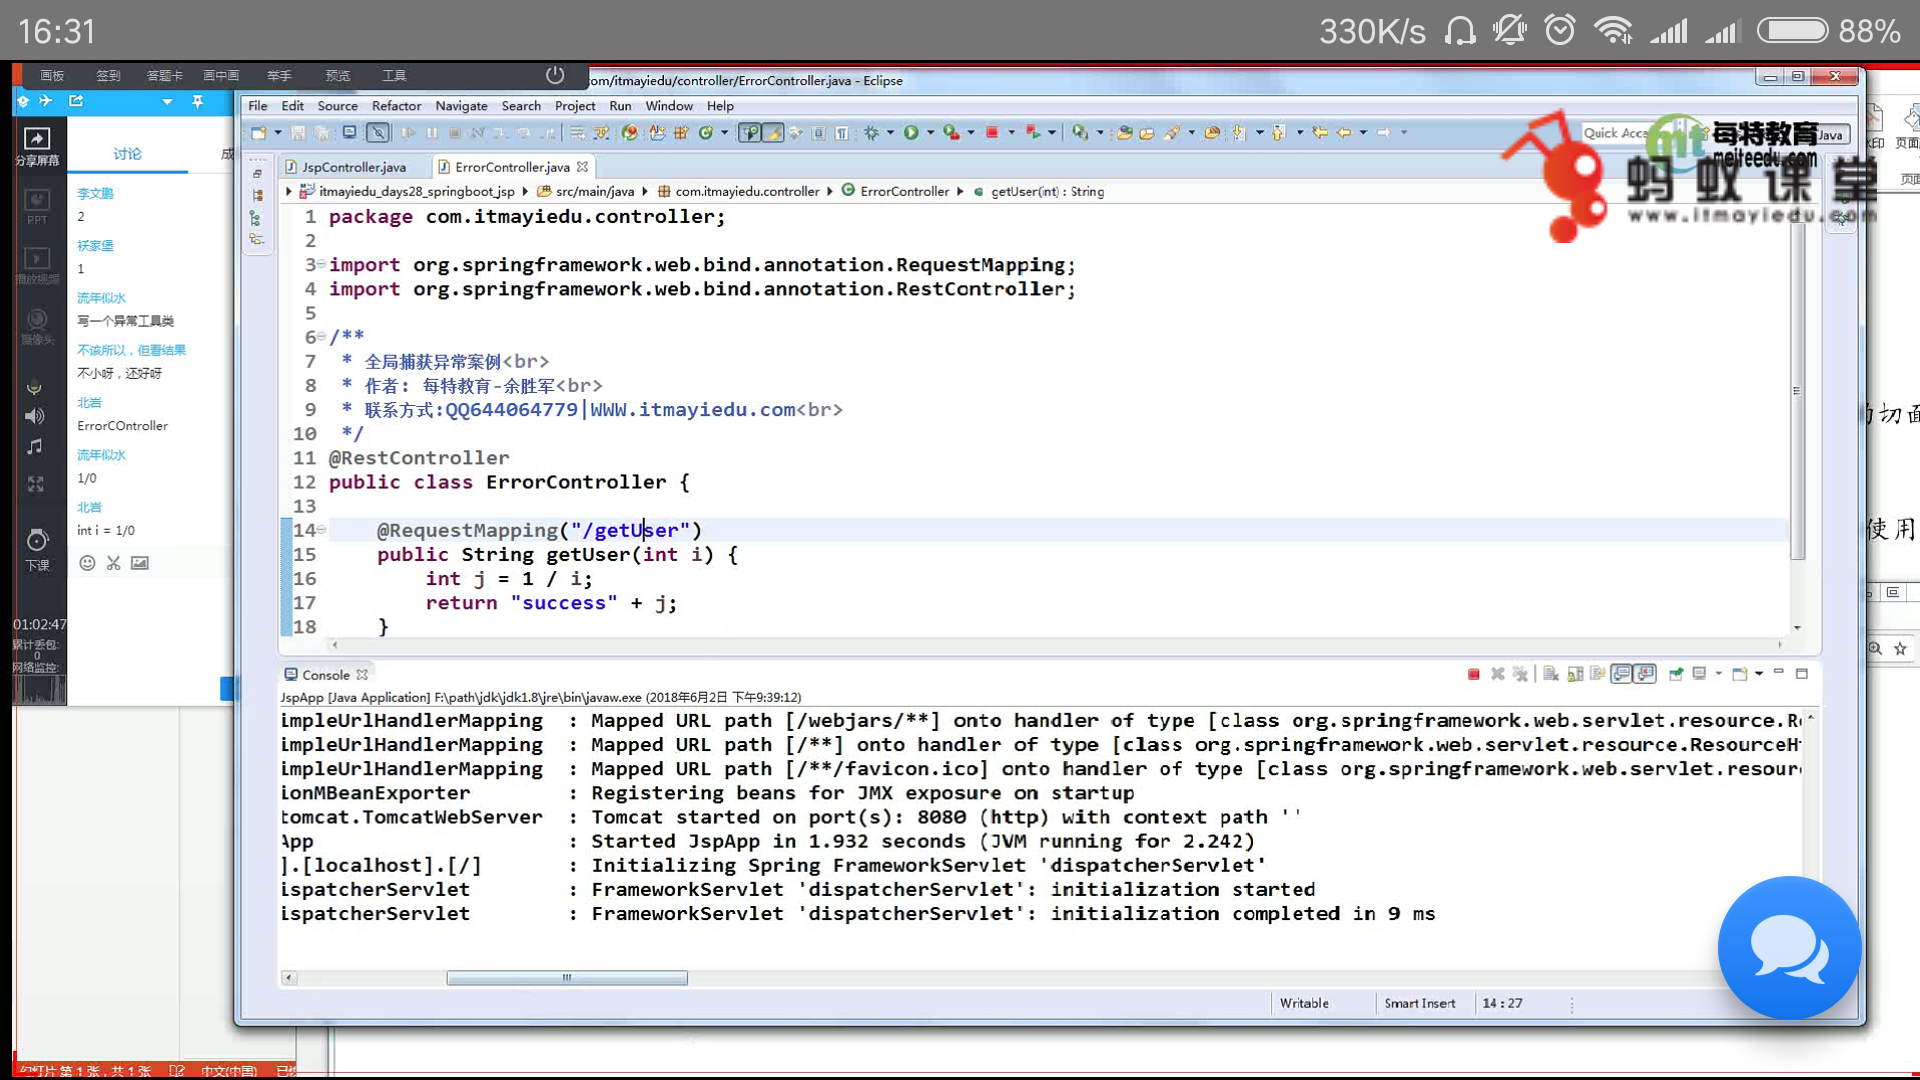 16:31
330K/s
88%
画板 签到 答题卡 画中画 举手 预览 工具
com/itmayiedu/controller/ErrorController.java - Eclipse
File Edit Source Refactor Navigate Search Project Run Window Help
Quick Acce
Java
每特教育
meiteedu.com
蚂蚁课堂
www.itmayiedu.com
分享屏幕
PPT
播放视频
摄像头
下课
01:02:47
累计丢包:
0
网络监控:
讨论
成
李文鹏
2
袄家堡
1
流年似水
写一个异常工具类
不该所以，但看结果
不小呀，还好呀
北岩
ErrorCOntroller
流年似水
1/0
北岩
int i = 1/0
JspController.java
ErrorController.java
itmayiedu_days28_springboot_jsp src/main/java com.itmayiedu.controller ErrorController getUser(int) : String
1 package com.itmayiedu.controller;
2
3 import org.springframework.web.bind.annotation.RequestMapping;
4 import org.springframework.web.bind.annotation.RestController;
5
6 /**
7 * 全局捕获异常案例<br>
8 * 作者: 每特教育-余胜军<br>
9 * 联系方式:QQ644064779|WWW.itmayiedu.com<br>
10 */
11 @RestController
12 public class ErrorController {
13
14 @RequestMapping("/getUser")
15 public String getUser(int i) {
16 int j = 1 / i;
17 return "success" + j;
18 }
Console
JspApp [Java Application] F:\path\jdk\jdk1.8\jre\bin\javaw.exe (2018年6月2日 下午9:39:12)
impleUrlHandlerMapping : Mapped URL path [/webjars/**] onto handler of type [class org.springframework.web.servlet.resource.R
impleUrlHandlerMapping : Mapped URL path [/**] onto handler of type [class org.springframework.web.servlet.resource.ResourceH
impleUrlHandlerMapping : Mapped URL path [/**/favicon.ico] onto handler of type [class org.springframework.web.servlet.resour
ionMBeanExporter : Registering beans for JMX exposure on startup
tomcat.TomcatWebServer : Tomcat started on port(s): 8080 (http) with context path ''
App : Started JspApp in 1.932 seconds (JVM running for 2.242)
].[localhost].[/] : Initializing Spring FrameworkServlet 'dispatcherServlet'
ispatcherServlet : FrameworkServlet 'dispatcherServlet': initialization started
ispatcherServlet : FrameworkServlet 'dispatcherServlet': initialization completed in 9 ms
Writable Smart Insert 14:27
的切面
使用
页面
幻灯片 第 1 张, 共 1 张 中文(中国)